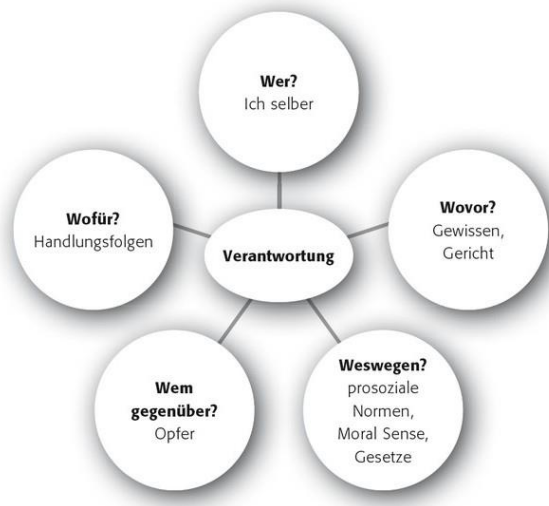 Wer?
Ich selber
Wofür?
Handlungsfolgen
Verantwortung
Wovor?
Gewissen,
Gericht
Wem
gegenüber?
Opfer
Weswegen?
prosoziale
Normen,
Moral Sense,
Gesetze